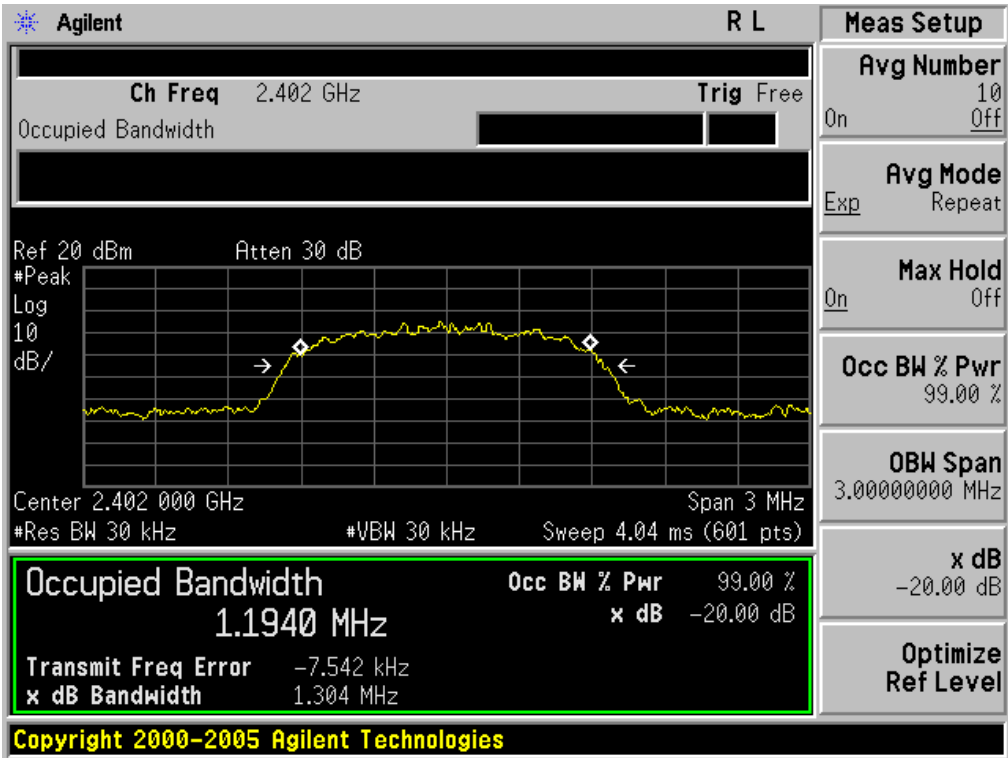 Agilent R L Meas Setup
Ch Freq 2.402 GHz Trig Free
Occupied Bandwidth
Ref 20 dBm Atten 30 dB
#Peak
Log
10
dB/
Center 2.402 000 GHz Span 3 MHz
#Res BW 30 kHz #VBW 30 kHz Sweep 4.04 ms (601 pts)
Occupied Bandwidth Occ BW % Pwr 99.00 %
1.1940 MHz x dB -20.00 dB
Transmit Freq Error -7.542 kHz
x dB Bandwidth 1.304 MHz
Avg Number
10
On Off
Avg Mode
Exp Repeat
Max Hold
On Off
Occ BW % Pwr
99.00 %
OBW Span
3.00000000 MHz
x dB
-20.00 dB
Optimize
Ref Level
Copyright 2000-2005 Agilent Technologies